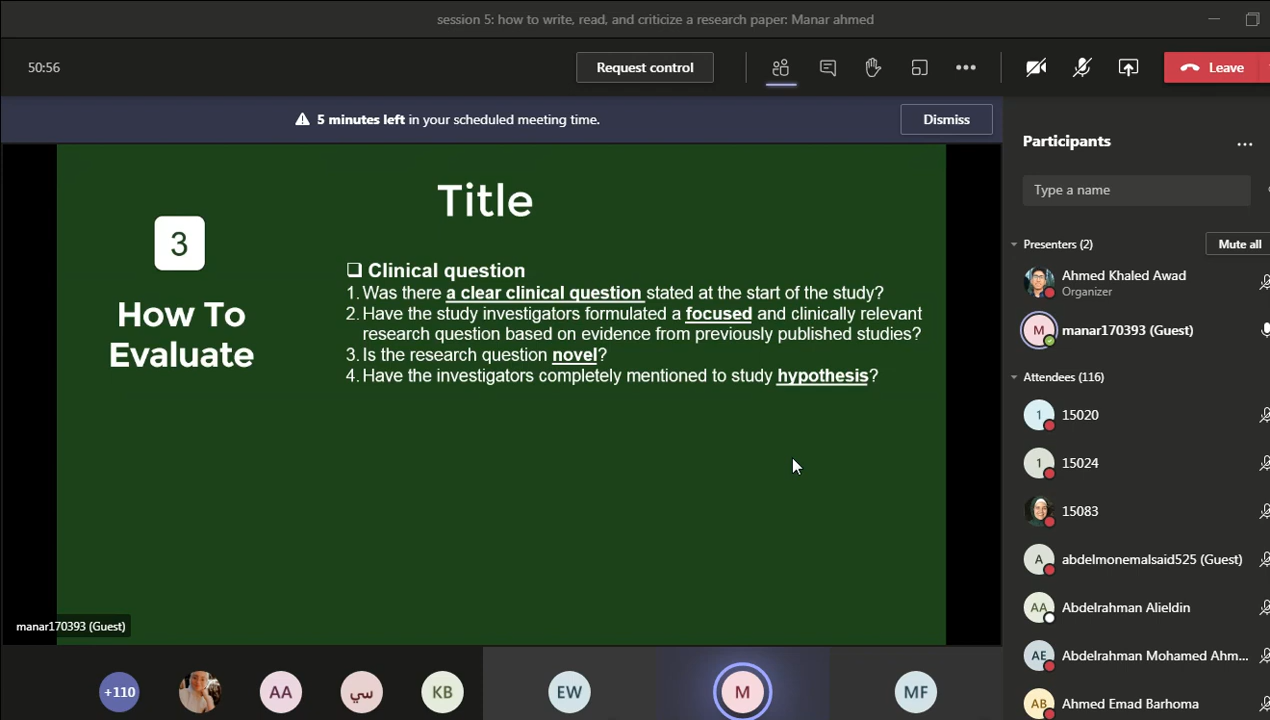 session 5: how to write, read, and criticize a research paper: Manar ahmed
50:56
Request control
Leave
5 minutes left in your scheduled meeting time.
Dismiss
Title
3
How To
Evaluate
Clinical question
1. Was there a clear clinical question stated at the start of the study?
2. Have the study investigators formulated a focused and clinically relevant
research question based on evidence from previously published studies?
3. Is the research question novel?
4. Have the investigators completely mentioned to study hypothesis?
manar170393 (Guest)
+110
AA
سي
KB
EW
M
MF
Participants
Type a name
Presenters (2)
Mute all
Ahmed Khaled Awad
Organizer
M
manar170393 (Guest)
Attendees (116)
1
15020
1
15024
15083
A
abdelmonemalsaid525 (Guest)
AA
Abdelrahman Alieldin
AE
Abdelrahman Mohamed Ahm...
AB
Ahmed Emad Barhoma